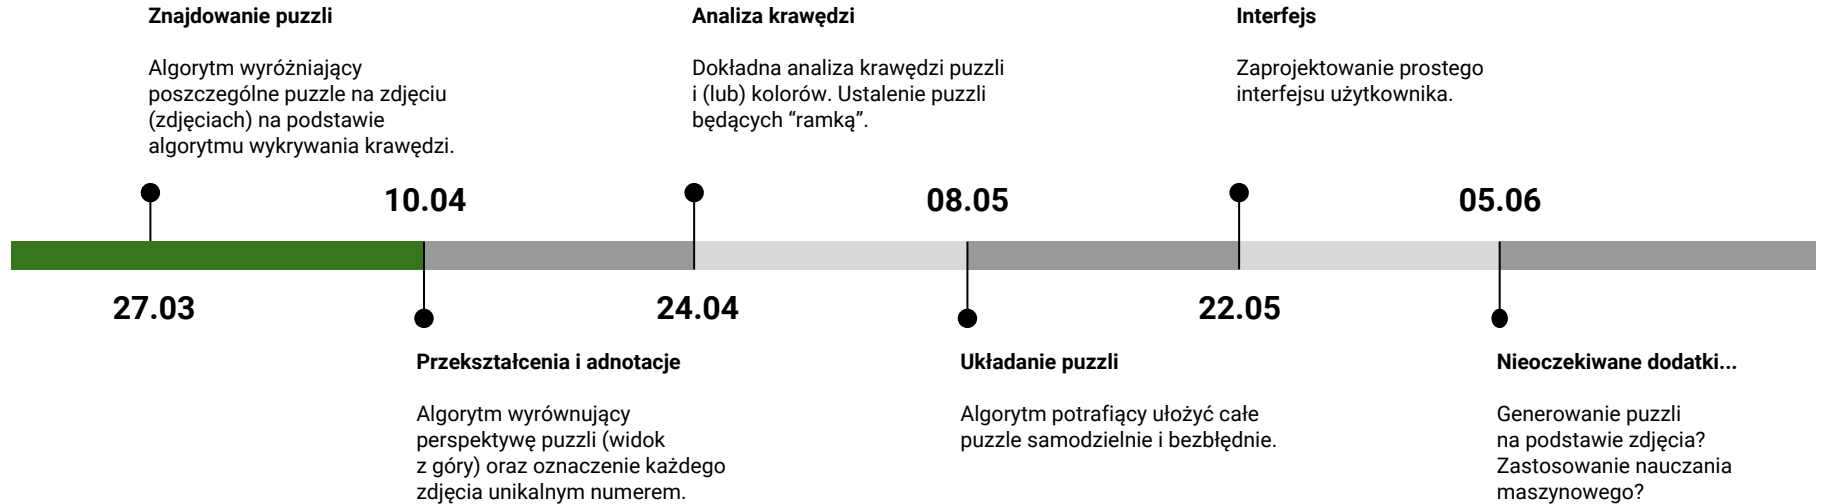 Znajdowanie puzzli
Algorytm wyróżniający
poszczególne puzzle na zdjęciu
(zdjęciach) na podstawie
algorytmu wykrywania krawędzi.
Analiza krawędzi
Dokładna analiza krawędzi puzzli
i (lub) kolorów. Ustalenie puzzli
będących “ramką”.
Interfejs
Zaprojektowanie prostego
interfejsu użytkownika.
10.04
08.05
05.06
27.03
24.04
22.05
Przekształcenia i adnotacje
Algorytm wyrównujący
perspektywę puzzli (widok
z góry) oraz oznaczenie każdego
zdjęcia unikalnym numerem.
Układanie puzzli
Algorytm potrafiący ułożyć całe
puzzle samodzielnie i bezbłędnie.
Nieoczekiwane dodatki...
Generowanie puzzli
na podstawie zdjęcia?
Zastosowanie nauczania
maszynowego?